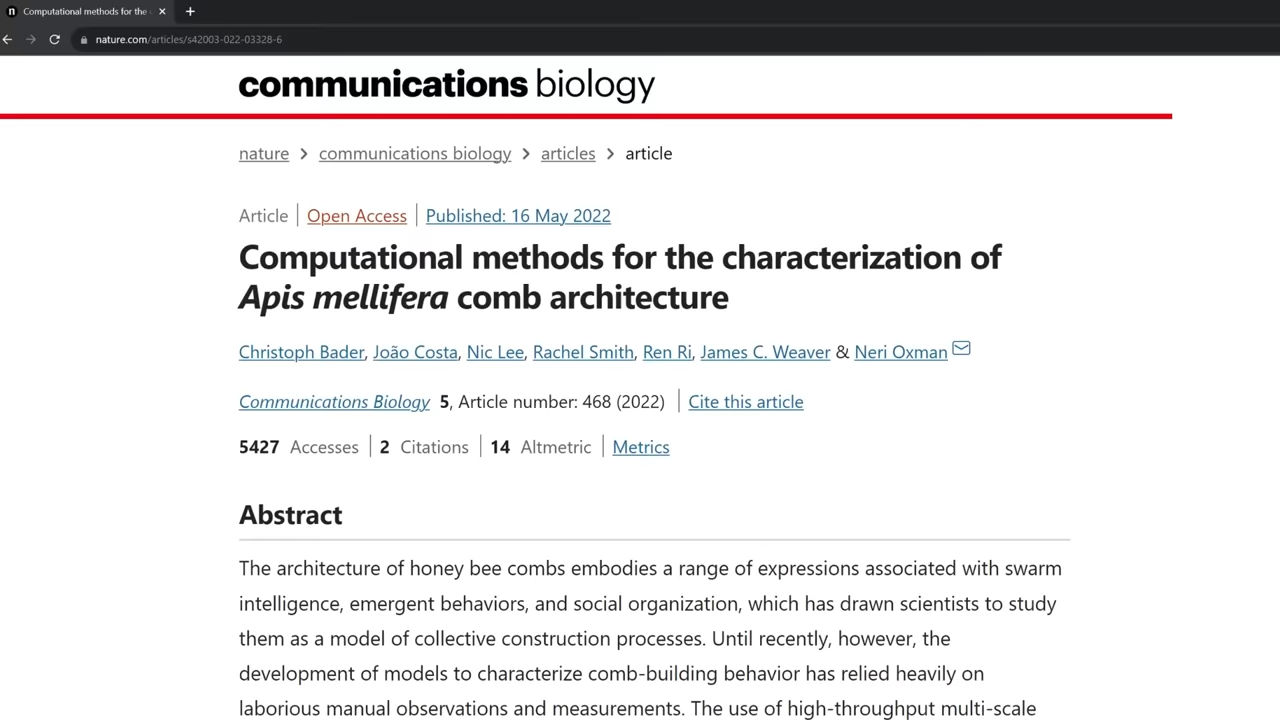 n Computational methods for the
nature.com/articles/s42003-022-03328-6
communications biology
nature > communications biology > articles > article
Article | Open Access | Published: 16 May 2022
Computational methods for the characterization of
Apis mellifera comb architecture
Christoph Bader, João Costa, Nic Lee, Rachel Smith, Ren Ri, James C. Weaver & Neri Oxman
Communications Biology 5, Article number: 468 (2022) | Cite this article
5427 Accesses | 2 Citations | 14 Altmetric | Metrics
Abstract
The architecture of honey bee combs embodies a range of expressions associated with swarm
intelligence, emergent behaviors, and social organization, which has drawn scientists to study
them as a model of collective construction processes. Until recently, however, the
development of models to characterize comb-building behavior has relied heavily on
laborious manual observations and measurements. The use of high-throughput multi-scale